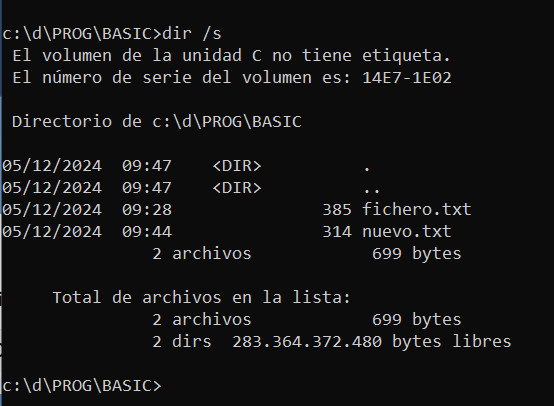 c:\d\PROG\BASIC>dir /s
El volumen de la unidad C no tiene etiqueta.
El número de serie del volumen es: 14E7-1E02
Directorio de c:\d\PROG\BASIC
05/12/2024  09:47    <DIR>          .
05/12/2024  09:47    <DIR>          ..
05/12/2024  09:28               385 fichero.txt
05/12/2024  09:44               314 nuevo.txt
2 archivos            699 bytes
Total de archivos en la lista:
2 archivos            699 bytes
2 dirs  283.364.372.480 bytes libres
c:\d\PROG\BASIC>